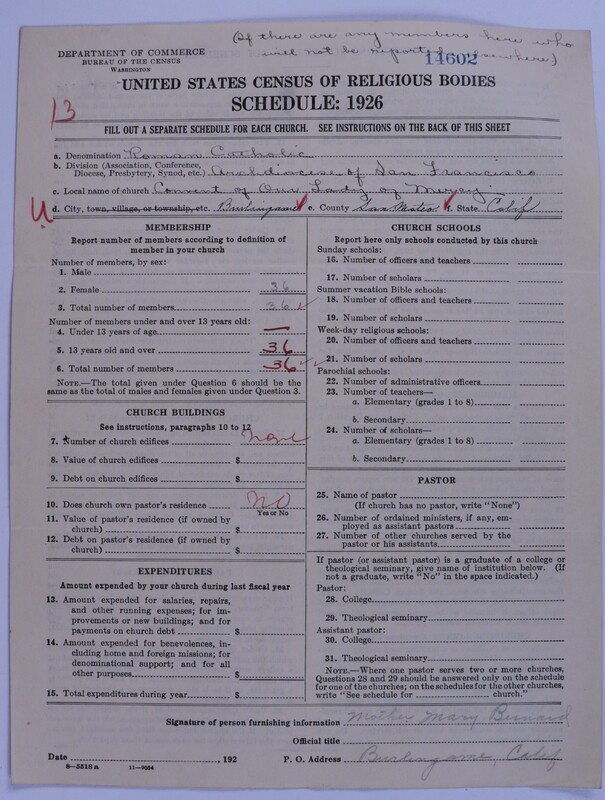 (If there are any members here who
will not be reported elsewhere)
DEPARTMENT OF COMMERCE
BUREAU OF THE CENSUS
WASHINGTON
14602
UNITED STATES CENSUS OF RELIGIOUS BODIES
SCHEDULE: 1926
13
FILL OUT A SEPARATE SCHEDULE FOR EACH CHURCH. SEE INSTRUCTIONS ON THE BACK OF THIS SHEET
a. Denomination Roman Catholic
b. Division (Association, Conference,
Diocese, Presbytery, Synod, etc.) Archdiocese of San Francisco
c. Local name of church Convent of Our Lady of Mercy
U d. City, town, village, or township, etc. Burlingame e. County San Mateo f. State Calif
MEMBERSHIP
Report number of members according to definition of
member in your church
Number of members, by sex:
1. Male
2. Female 36
3. Total number of members 36
Number of members under and over 13 years old:
4. Under 13 years of age —
5. 13 years old and over 36
6. Total number of members 36
NOTE.—The total given under Question 6 should be the
same as the total of males and females given under Question 3.
CHURCH BUILDINGS
See instructions, paragraphs 10 to 12
7. Number of church edifices none
8. Value of church edifices $
9. Debt on church edifices $
10. Does church own pastor's residence NO
Yes or No
11. Value of pastor's residence (if owned by
church) $
12. Debt on pastor's residence (if owned by
church) $
EXPENDITURES
Amount expended by your church during last fiscal year
13. Amount expended for salaries, repairs,
and other running expenses; for im-
provements or new buildings; and for
payments on church debt $
14. Amount expended for benevolences, in-
cluding home and foreign missions; for
denominational support; and for all
other purposes $
15. Total expenditures during year $
CHURCH SCHOOLS
Report here only schools conducted by this church
Sunday schools:
16. Number of officers and teachers
17. Number of scholars
Summer vacation Bible schools:
18. Number of officers and teachers
19. Number of scholars
Week-day religious schools:
20. Number of officers and teachers
21. Number of scholars
Parochial schools:
22. Number of administrative officers
23. Number of teachers—
a. Elementary (grades 1 to 8)
b. Secondary
24. Number of scholars—
a. Elementary (grades 1 to 8)
b. Secondary
PASTOR
25. Name of pastor
(If church has no pastor, write "None")
26. Number of ordained ministers, if any, em-
ployed as assistant pastors
27. Number of other churches served by the
pastor or his assistants
If pastor (or assistant pastor) is a graduate of a college or
theological seminary, give name of institution below. (If
not a graduate, write "No" in the space indicated.)
Pastor:
28. College
29. Theological seminary
Assistant pastor:
30. College
31. Theological seminary
NOTE.—Where one pastor serves two or more churches,
Questions 28 and 29 should be answered only on the schedule
for one of the churches; on the schedules for the other churches,
write "See schedule for ______ church."
Signature of person furnishing information Mother Mary Bernard
Official title
Date , 192 P. O. Address Burlingame, Calif
8—5518 a 11—9084